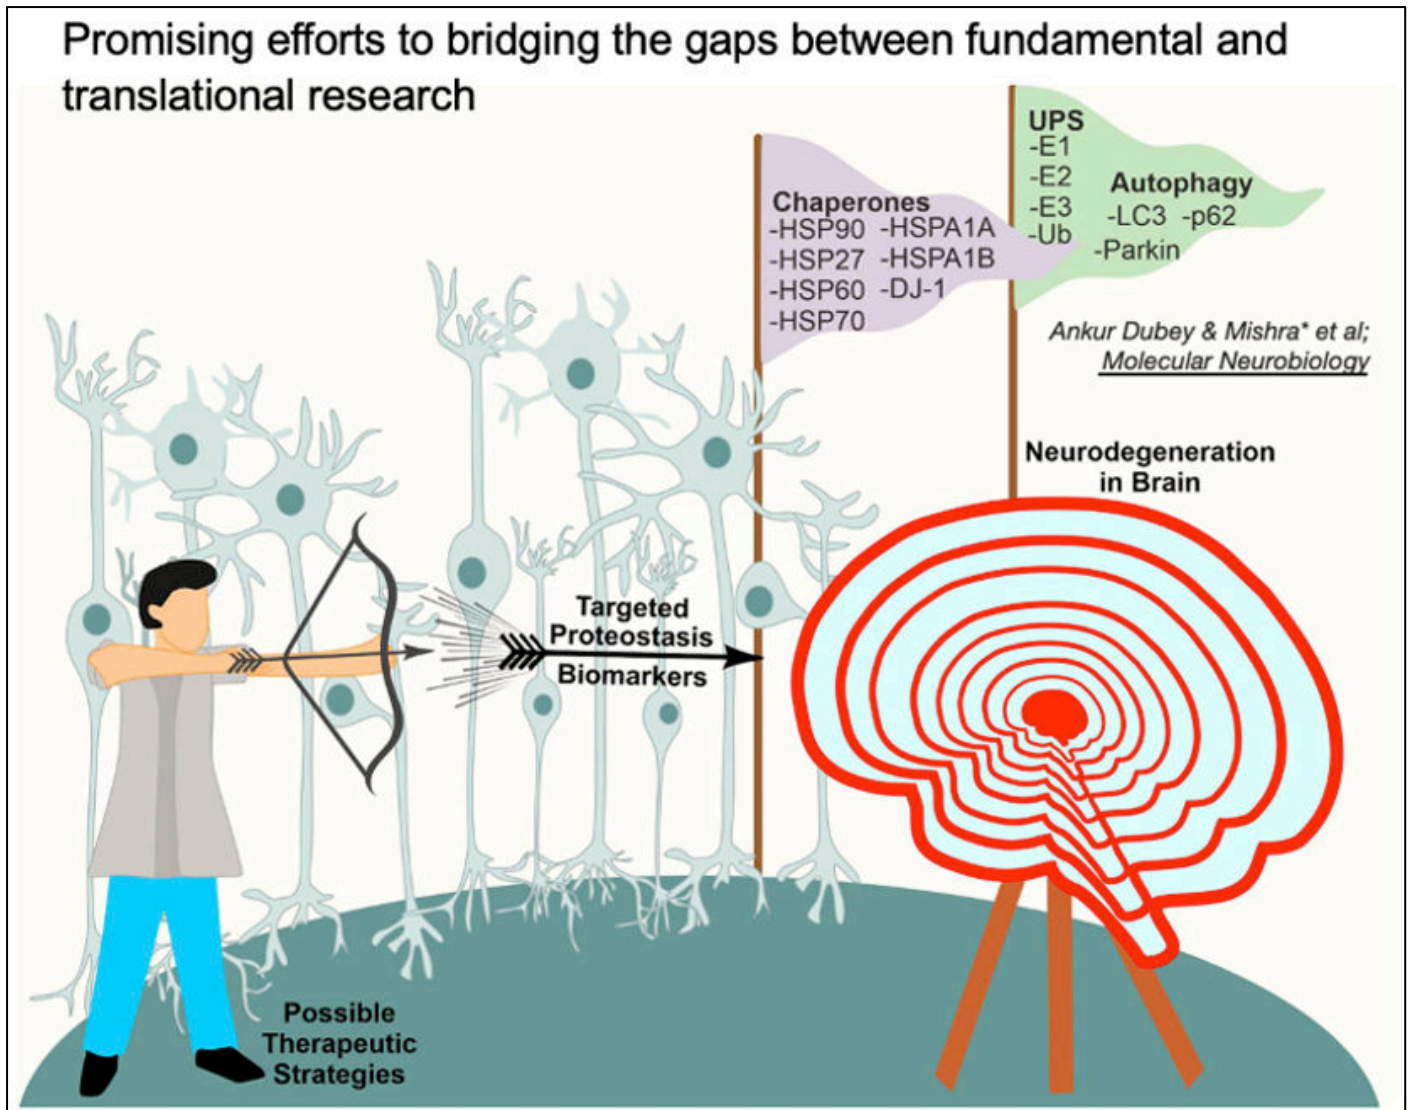 Promising efforts to bridging the gaps between fundamental and
translational research
UPS
-E1
-E2
-E3
-Ub
Autophagy
-LC3 -p62
-Parkin
Chaperones
-HSP90 -HSPA1A
-HSP27 -HSPA1B
-HSP60 -DJ-1
-HSP70
Ankur Dubey & Mishra* et al;
Molecular Neurobiology
Neurodegeneration
in Brain
Targeted
Proteostasis
Biomarkers
Possible
Therapeutic
Strategies